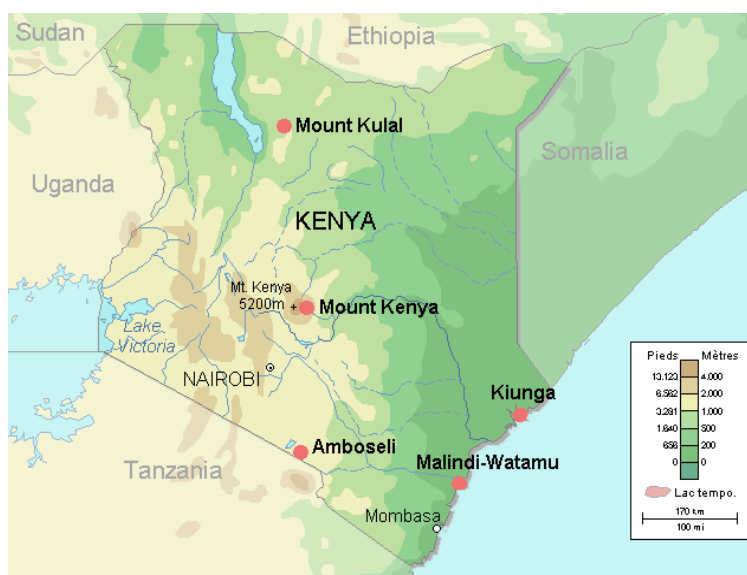 Sudan
Ethiopia
Mount Kulal
Somalia
Uganda
KENYA
Mt. Kenya
5200m
Mount Kenya
Lake
Victoria
NAIROBI
Kiunga
Amboseli
Malindi-Watamu
Tanzania
Mombasa
Pieds Mètres
13.123 4.000
6.562 2.000
3.281 1.000
1.640 500
656 200
0 0
Lac tempo.
170 km
100 mi